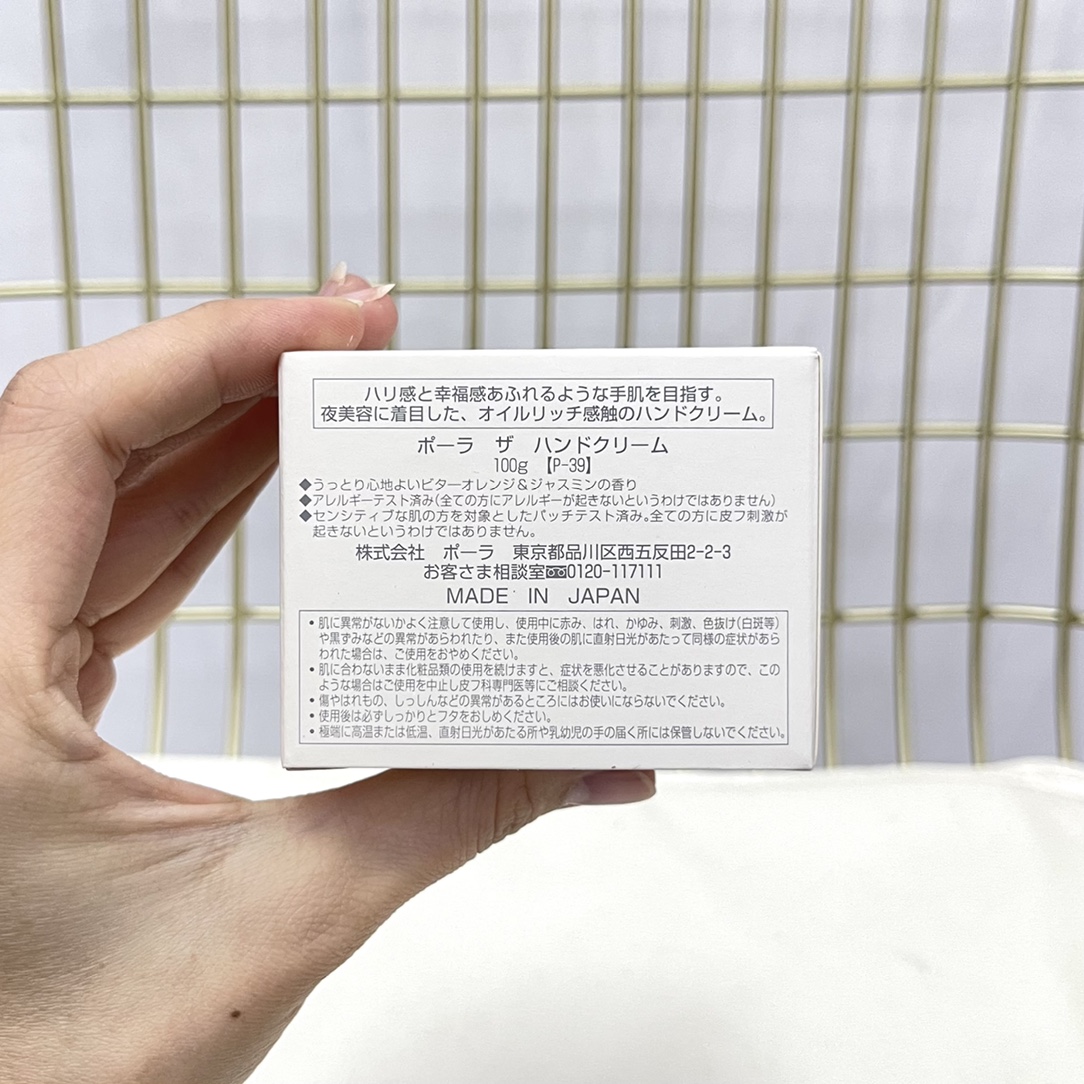 ハリ感と幸福感あふれるような手肌を目指す。
夜美容に着目した、オイルリッチ感触のハンドクリーム。
ポーラ ザ ハンドクリーム
100g 【P-39】
◆うっとり心地よいビターオレンジ&ジャスミンの香り
◆アレルギーテスト済み(全ての方にアレルギーが起きないというわけではありません)
◆センシティブな肌の方を対象としたパッチテスト済み。全ての方に皮フ刺激が
起きないというわけではありません。
株式会社 ポーラ 東京都品川区西五反田2-2-3
お客さま相談室0120-117111
MADE IN JAPAN
• 肌に異常がないかよく注意して使用し、使用中に赤み、はれ、かゆみ、刺激、色抜け(白斑等)
や黒ずみなどの異常があらわれたり、また使用後の肌に直射日光があたって同様の症状があら
われた場合は、ご使用をおやめください。
• 肌に合わないまま化粧品類の使用を続けますと、症状を悪化させることがありますので、この
ような場合はご使用を中止し皮フ科専門医等にご相談ください。
• 傷やはれもの、しっしんなどの異常があるところにはお使いにならないでください。
• 使用後は必ずしっかりとフタをおしめください。
• 極端に高温または低温、直射日光があたる所や乳幼児の手の届く所には保管しないでください。